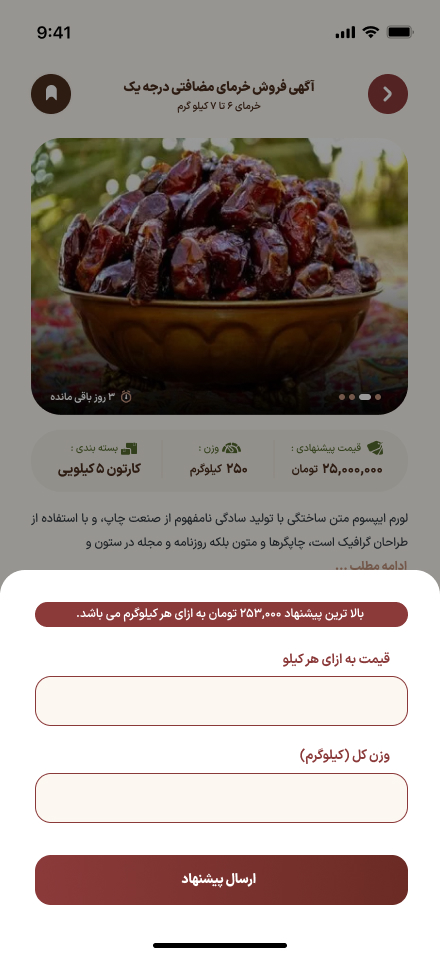 9:41
آگهی فروش خرمای مضافتی درجه یک
خرمای ۶ تا ۷ کیلو گرم
۳ روز باقی مانده
قیمت پیشنهادی :
۲۵,۰۰۰,۰۰۰ تومان
وزن :
۲۵۰ کیلوگرم
بسته بندی :
کارتون ۵ کیلویی
لورم ایپسوم متن ساختگی با تولید سادگی نامفهوم از صنعت چاپ، و با استفاده از
طراحان گرافیک است، چاپگرها و متون بلکه روزنامه و مجله در ستون و
ادامه مطلب ...
بالا ترین پیشنهاد ۲۵۳,۰۰۰ تومان به ازای هر کیلوگرم می باشد.
قیمت به ازای هر کیلو
وزن کل (کیلوگرم)
ارسال پیشنهاد